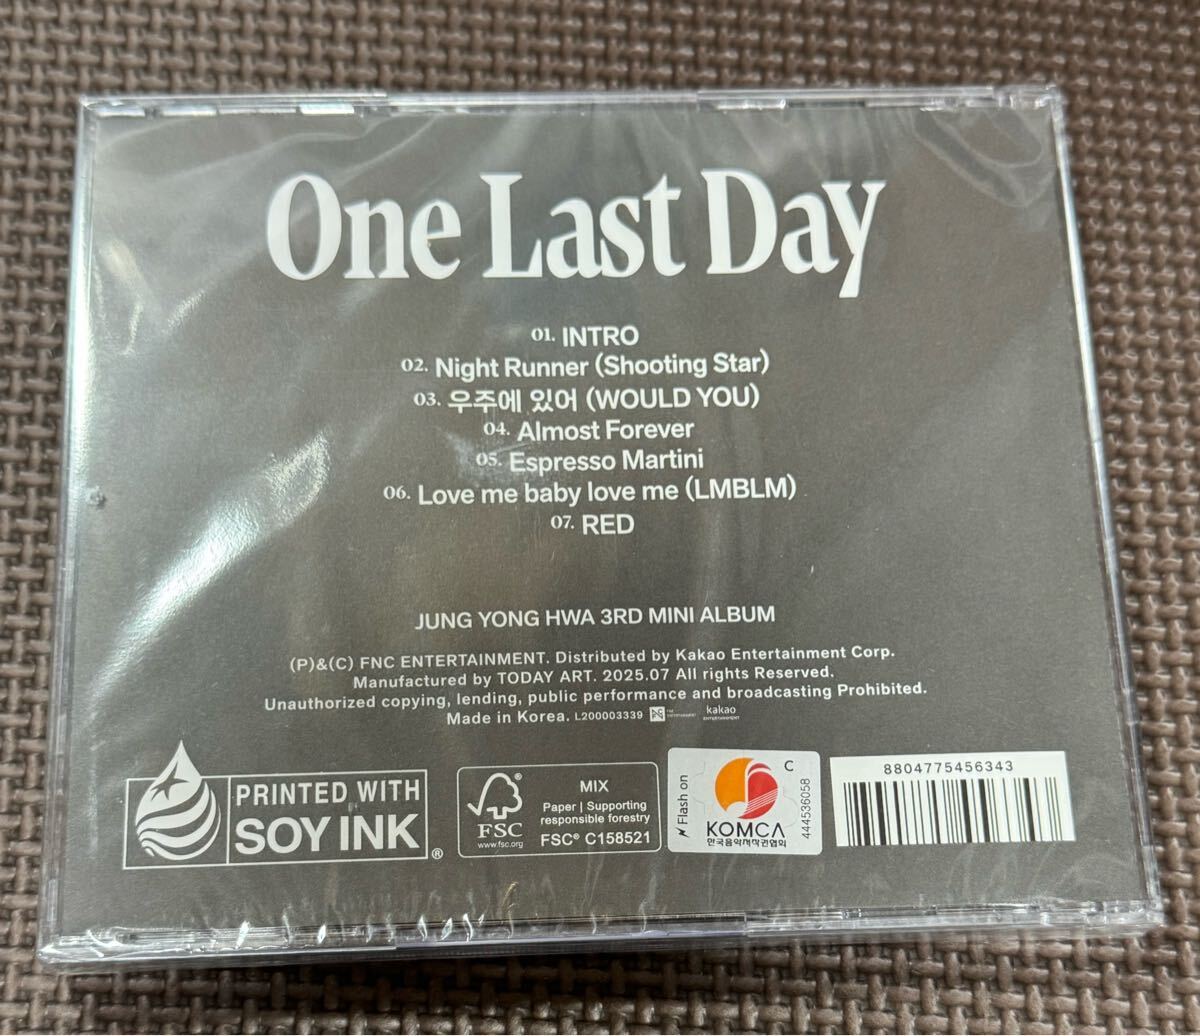 One Last Day
01. INTRO
02. Night Runner (Shooting Star)
03. 우주에 있어 (WOULD YOU)
04. Almost Forever
05. Espresso Martini
06. Love me baby love me (LMBLM)
07. RED
JUNG YONG HWA 3RD MINI ALBUM
(P)&(C) FNC ENTERTAINMENT. Distributed by Kakao Entertainment Corp.
Manufactured by TODAY ART. 2025.07 All rights Reserved.
Unauthorized copying, lending, public performance and broadcasting Prohibited.
Made in Korea. L200003339 kakao
PRINTED WITH
SOY INK
®
FSC
www.fsc.org
MIX
Paper | Supporting
responsible forestry
FSC® C158521
Flash on
C
KOMCA
한국음악저작권협회
444536058
8804775456343